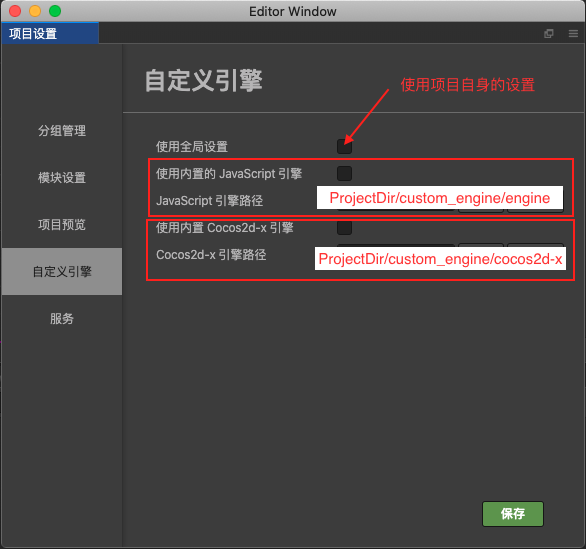 Editor Window
项目设置
自定义引擎
使用项目自身的设置
分组管理
模块设置
项目预览
自定义引擎
服务
使用全局设置
使用内置的 JavaScript 引擎
JavaScript 引擎路径
ProjectDir/custom_engine/engine
使用内置 Cocos2d-x 引擎
Cocos2d-x 引擎路径
ProjectDir/custom_engine/cocos2d-x
保存